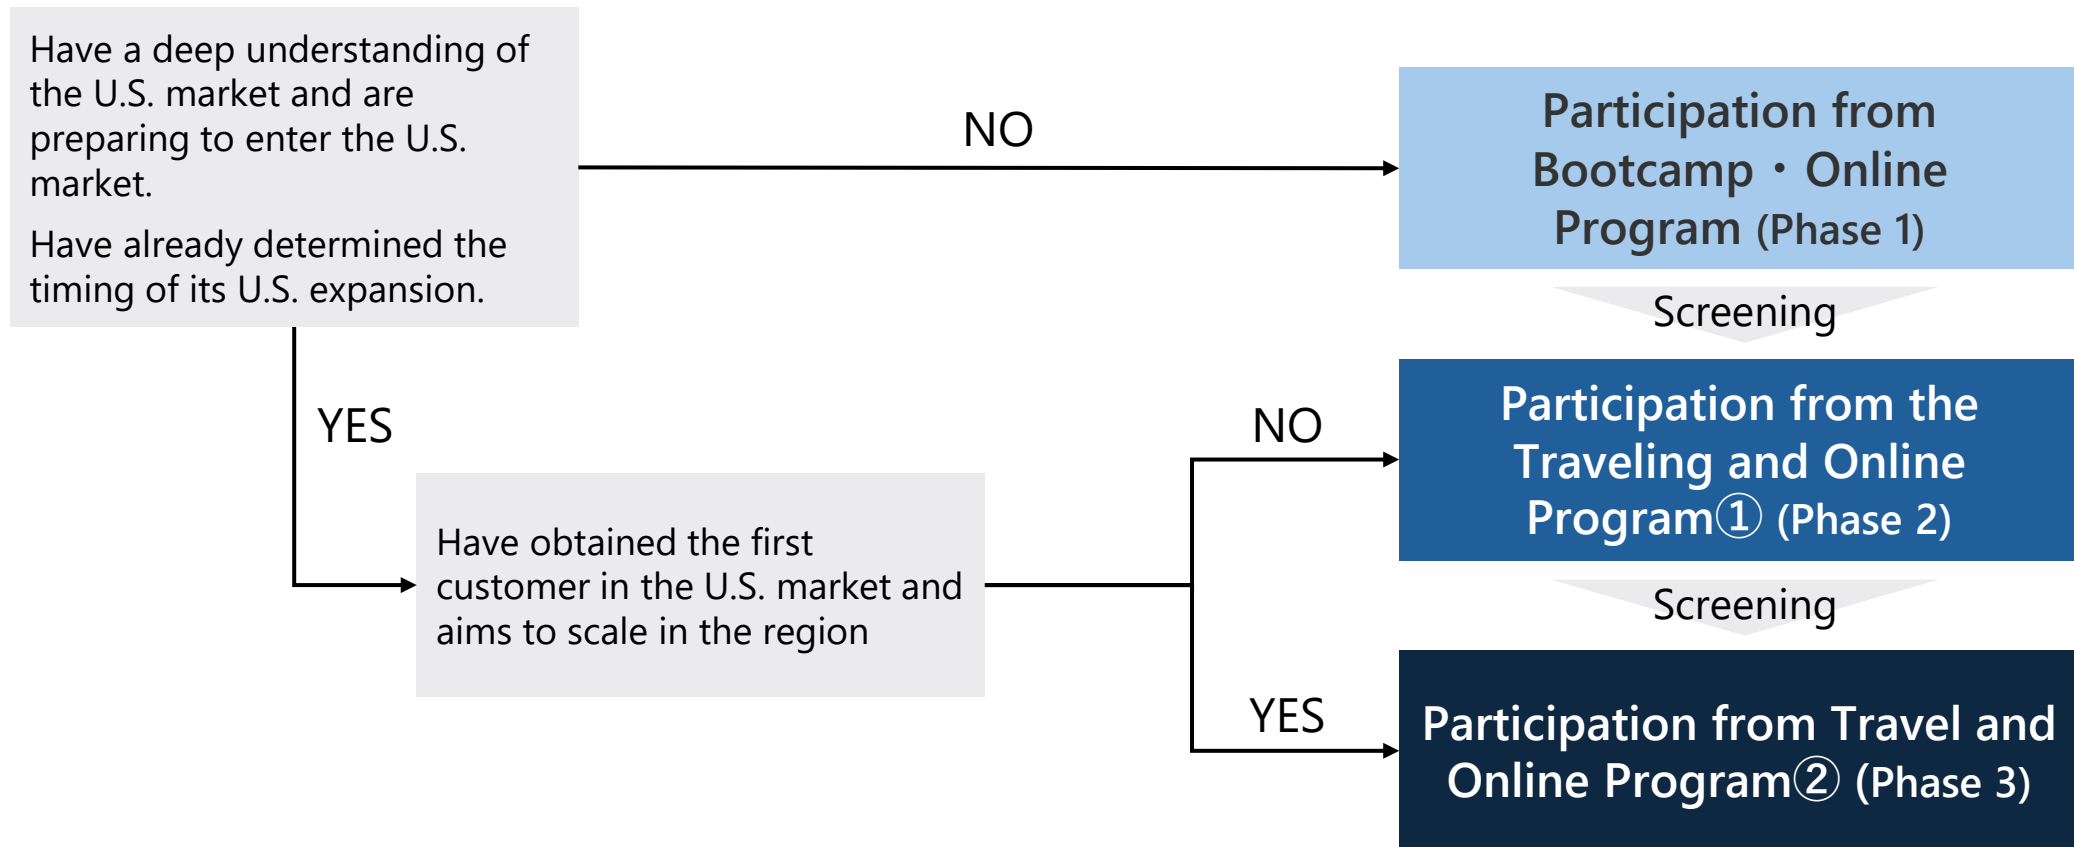 Have a deep understanding of
the U.S. market and are
preparing to enter the U.S.
market.
Have already determined the
timing of its U.S. expansion.
NO
Participation from
Bootcamp・Online
Program (Phase 1)
Screening
YES
Have obtained the first
customer in the U.S. market and
aims to scale in the region
NO
Participation from the
Traveling and Online
Program① (Phase 2)
Screening
YES
Participation from Travel and
Online Program② (Phase 3)